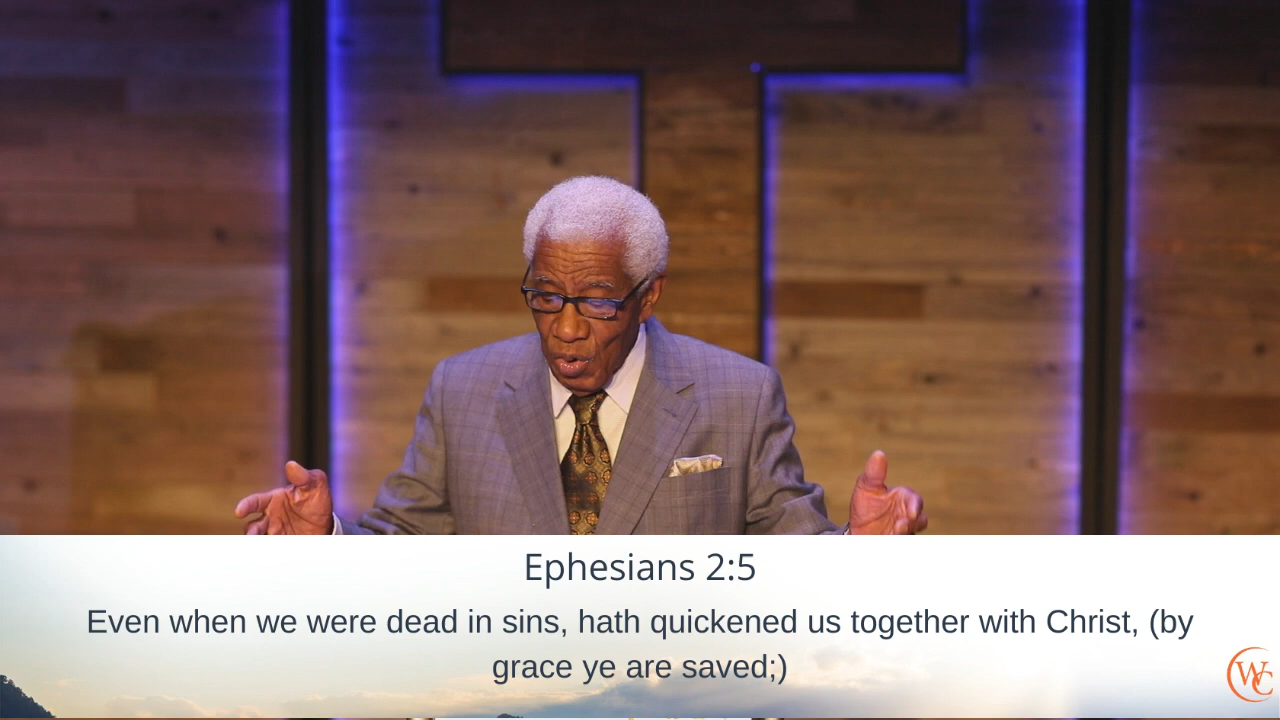 Ephesians 2:5
Even when we were dead in sins, hath quickened us together with Christ, (by
grace ye are saved;)
WC